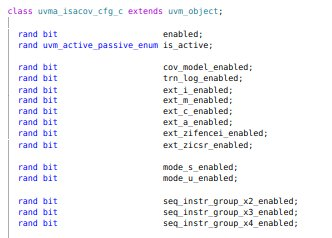 class uvma_isacov_cfg_c extends uvm_object;
rand bit enabled;
rand uvm_active_passive_enum is_active;
rand bit cov_model_enabled;
rand bit trn_log_enabled;
rand bit ext_i_enabled;
rand bit ext_m_enabled;
rand bit ext_c_enabled;
rand bit ext_a_enabled;
rand bit ext_zifencei_enabled;
rand bit ext_zicsr_enabled;
rand bit mode_s_enabled;
rand bit mode_u_enabled;
rand bit seq_instr_group_x2_enabled;
rand bit seq_instr_group_x3_enabled;
rand bit seq_instr_group_x4_enabled;